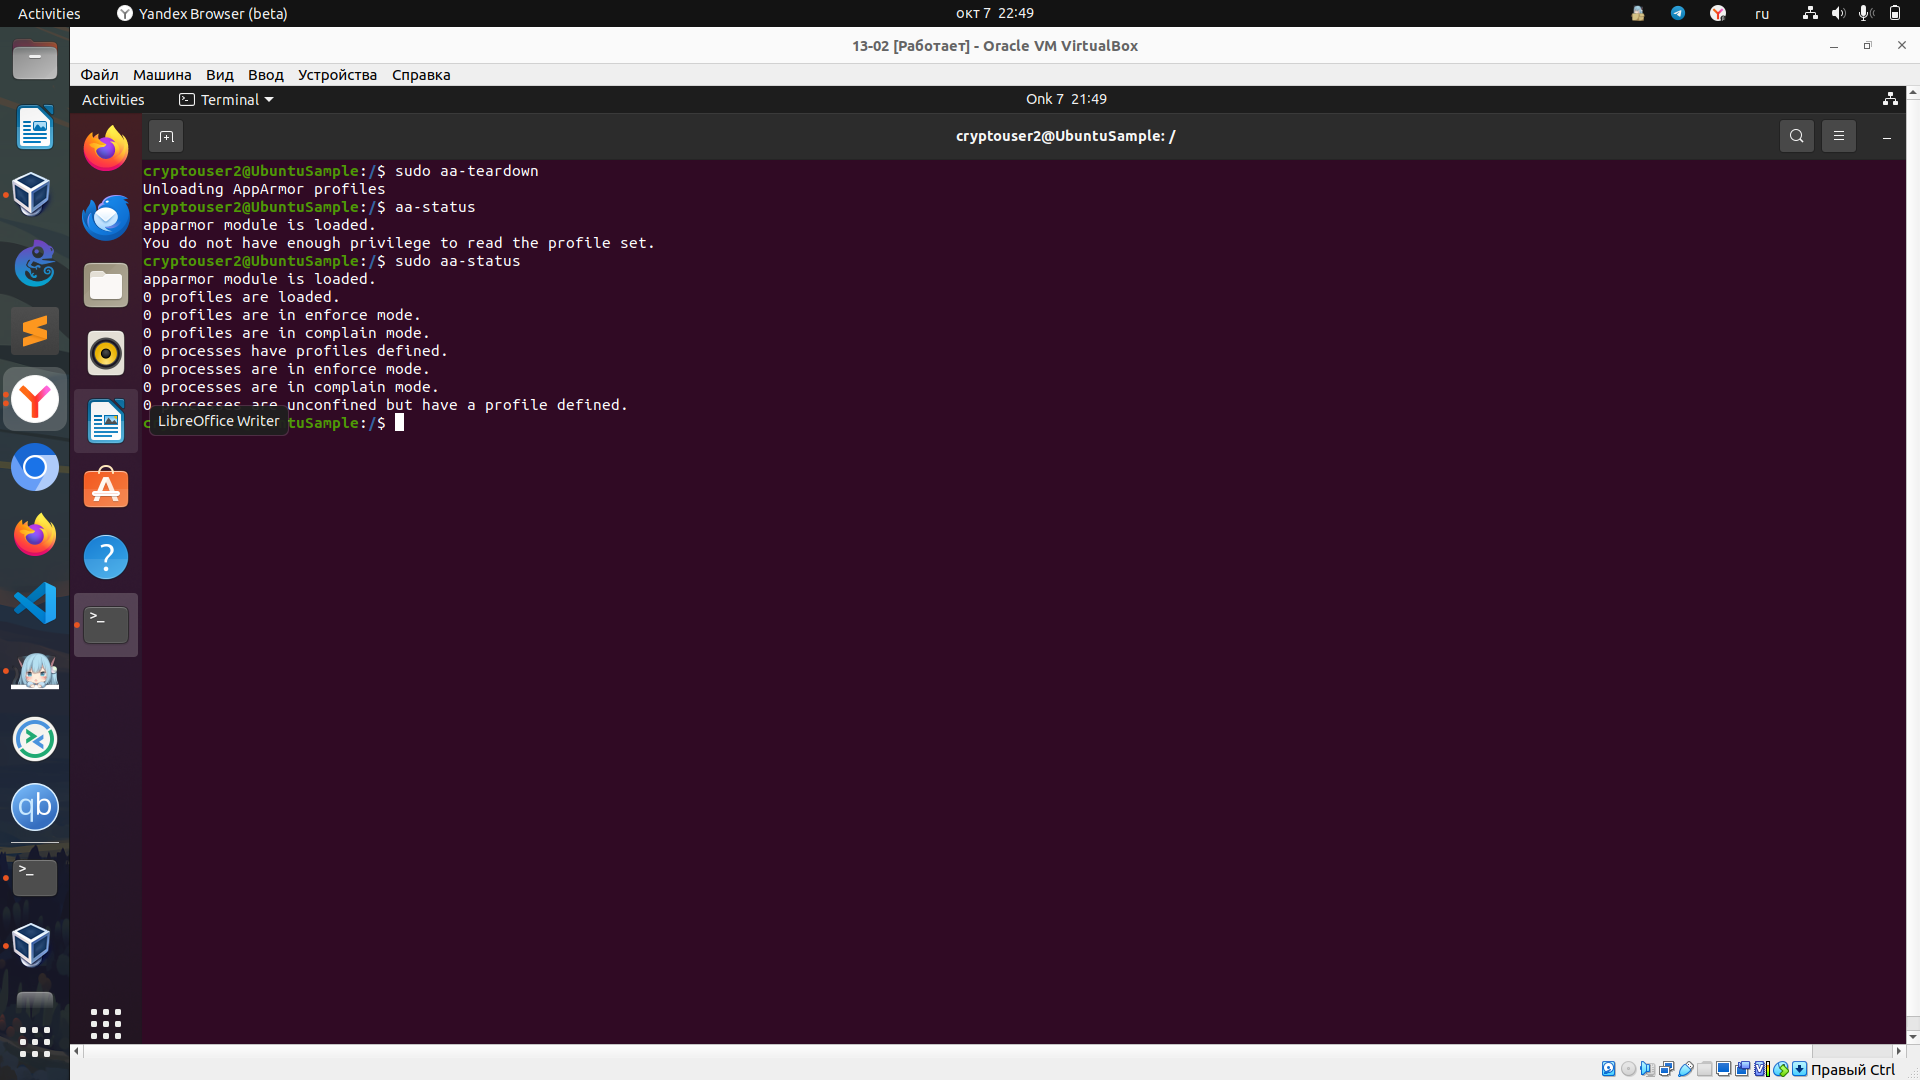 Activities
Yandex Browser (beta)
окт 7 22:49
ru
13-02 [Работает] - Oracle VM VirtualBox
Файл Машина Вид Ввод Устройства Справка
Activities
Terminal
Onk 7 21:49
cryptouser2@UbuntuSample: /
cryptouser2@UbuntuSample:/$ sudo aa-teardown
Unloading AppArmor profiles
cryptouser2@UbuntuSample:/$ aa-status
apparmor module is loaded.
You do not have enough privilege to read the profile set.
cryptouser2@UbuntuSample:/$ sudo aa-status
apparmor module is loaded.
0 profiles are loaded.
0 profiles are in enforce mode.
0 profiles are in complain mode.
0 processes have profiles defined.
0 processes are in enforce mode.
0 processes are in complain mode.
0 processes are unconfined but have a profile defined.
LibreOffice Writer
tuSample:/$
qb
Правый Ctrl